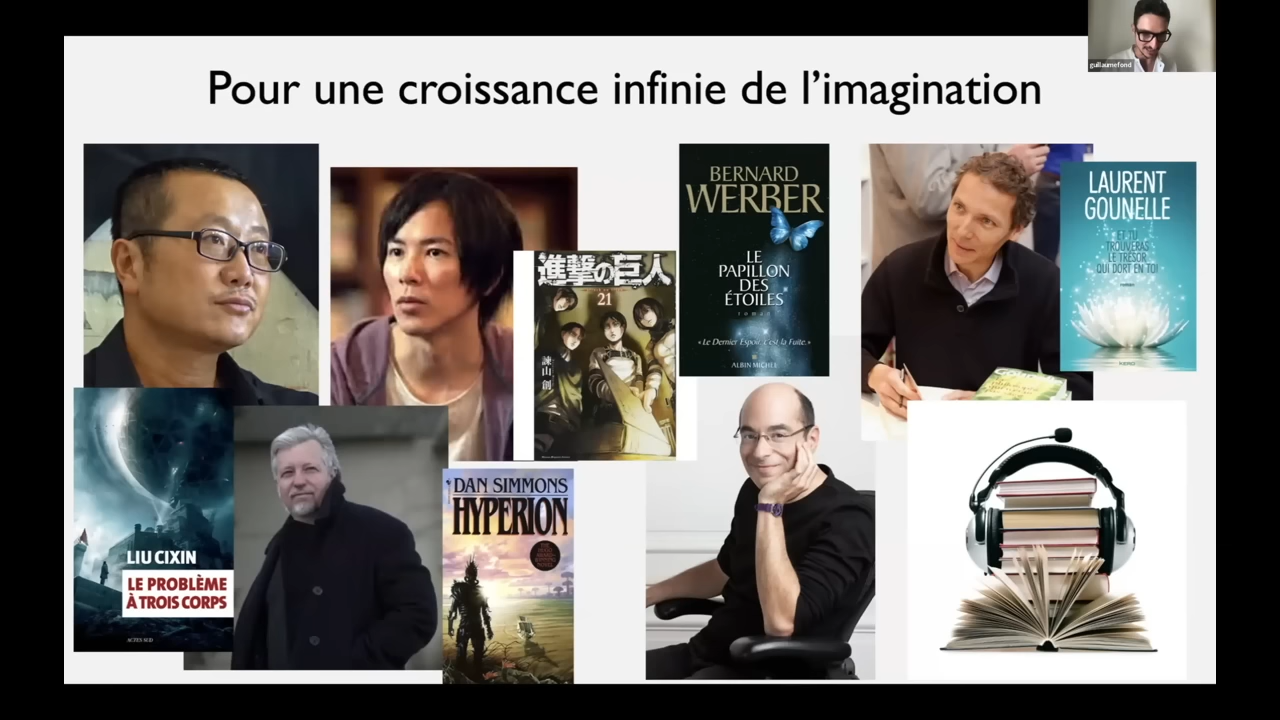 guillaumefond
Pour une croissance infinie de l'imagination
進撃の巨人
21
諫山創
BERNARD
WERBER
LE
PAPILLON
DES
ÉTOILES
roman
« Le Dernier Espoir, c'est la Fuite. »
ALBIN MICHEL
LAURENT
GOUNELLE
ET TU
TROUVERAS
LE TRÉSOR
QUI DORT EN TOI
roman
LIU CIXIN
LE PROBLÈME
À TROIS CORPS
ACTES SUD
DAN SIMMONS
HYPERION